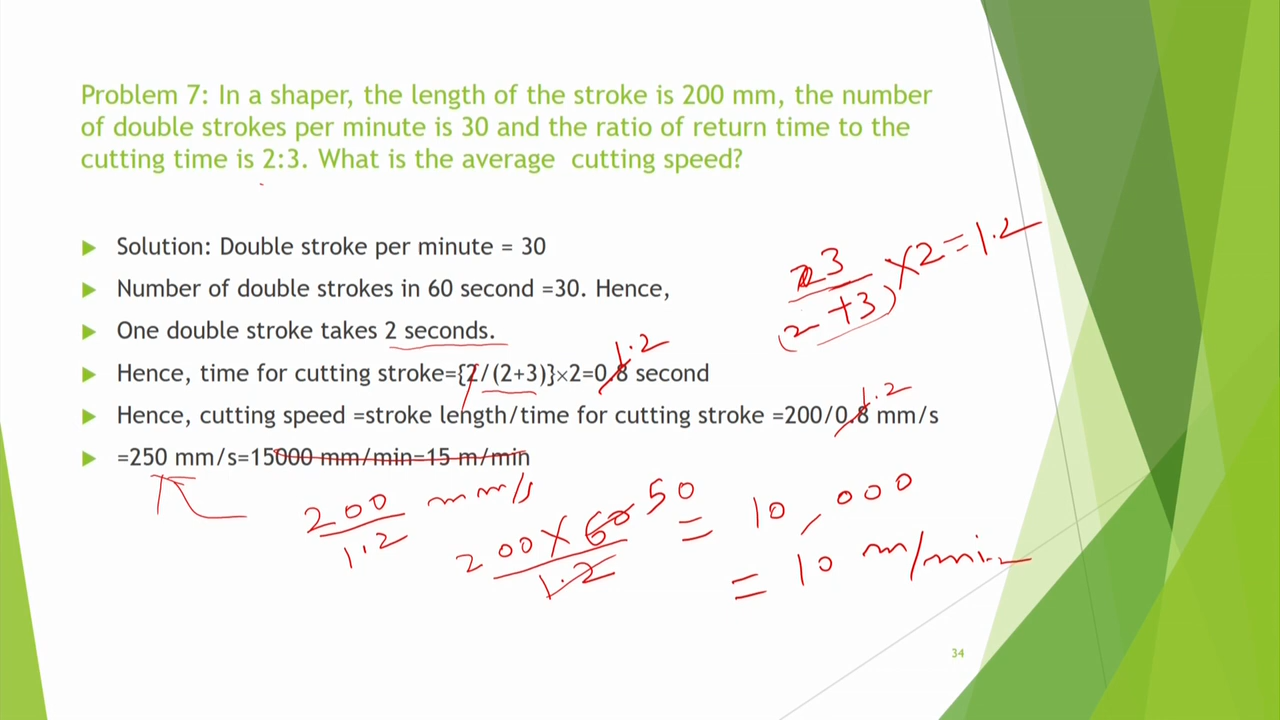 Problem 7: In a shaper, the length of the stroke is 200 mm, the number
of double strokes per minute is 30 and the ratio of return time to the
cutting time is 2:3. What is the average cutting speed?
Solution: Double stroke per minute = 30
Number of double strokes in 60 second =30. Hence,
One double stroke takes 2 seconds.
3
(2+3) ×2=1.2
1.2
Hence, time for cutting stroke={2/(2+3)}×2=0.8 second
1.2
Hence, cutting speed =stroke length/time for cutting stroke =200/0.8 mm/s
=250 mm/s=15000 mm/min=15 m/min
200 mm/s
1.2
200×60 50 = 10,000
1.2
= 10 m/min
34